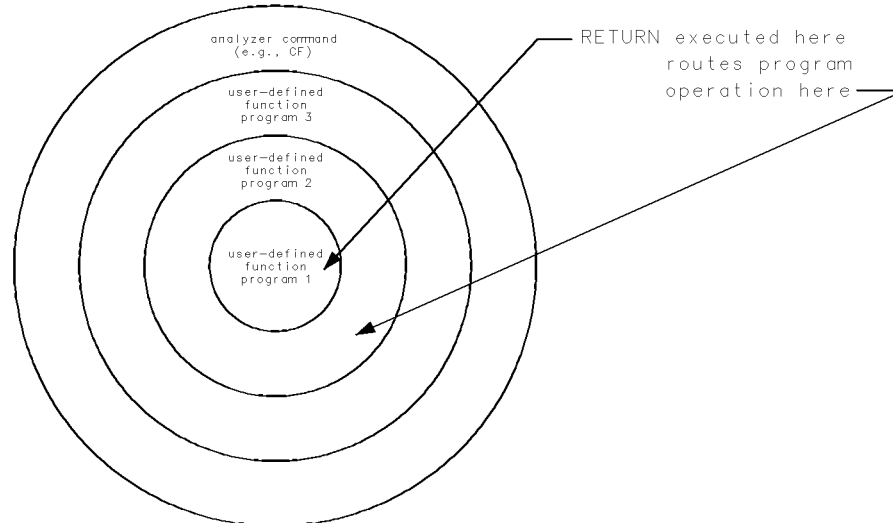 analyzer command
(e.g., CF)
user-defined
function
program 3
user-defined
function
program 2
user-defined
function
program 1
RETURN executed here
routes program
operation here